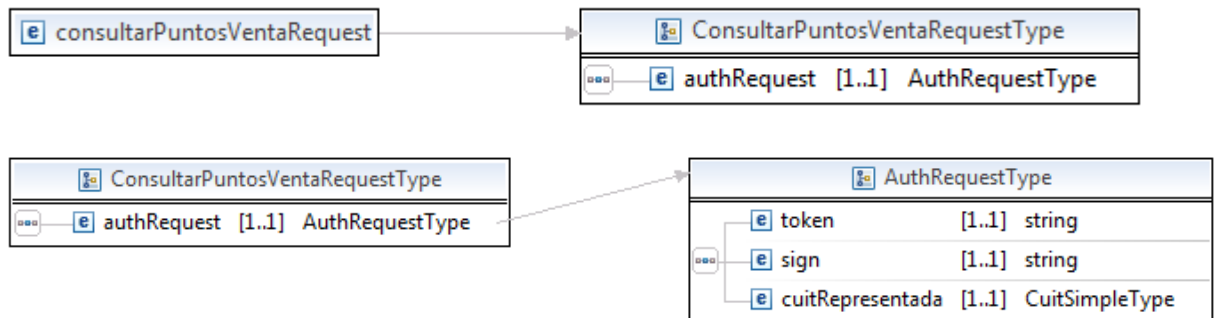 e consultarPuntosVentaRequest
ConsultarPuntosVentaRequestType
e authRequest [1..1] AuthRequestType
ConsultarPuntosVentaRequestType
e authRequest [1..1] AuthRequestType
AuthRequestType
e token [1..1] string
e sign [1..1] string
e cuitRepresentada [1..1] CuitSimpleType